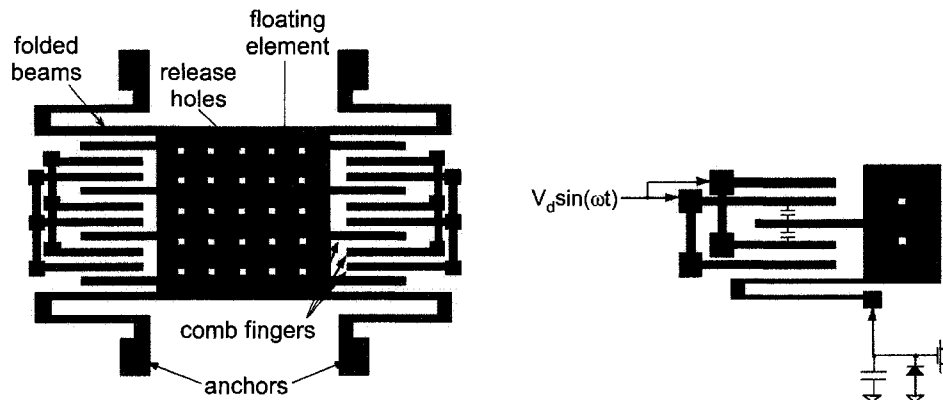 floating
element
folded
beams
release
holes
comb fingers
anchors
V_d sin(ωt)